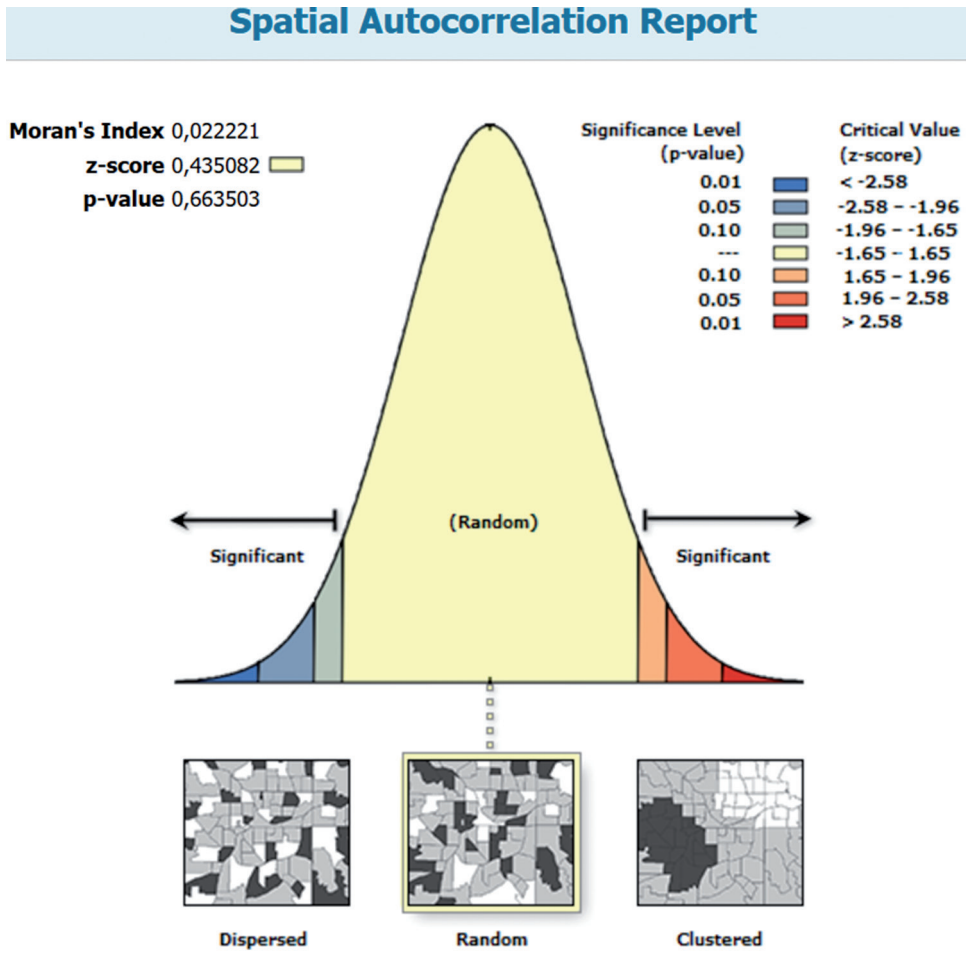 Spatial Autocorrelation Report
Moran's Index 0,022221
z-score 0,435082
p-value 0,663503
Significance Level
(p-value)
Critical Value
(z-score)
0.01 < -2.58
0.05 -2.58 – -1.96
0.10 -1.96 – -1.65
--- -1.65 – 1.65
0.10 1.65 – 1.96
0.05 1.96 – 2.58
0.01 > 2.58
(Random)
Significant
Significant
Dispersed
Random
Clustered